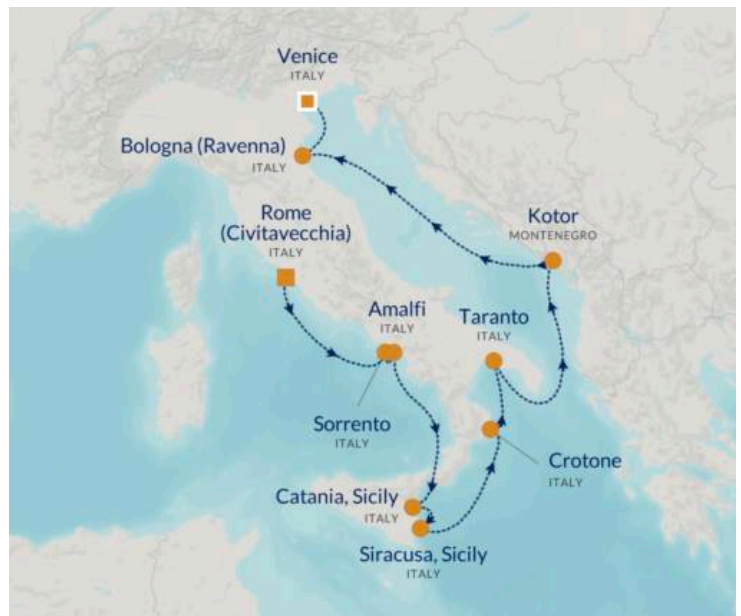 Venice
ITALY
Bologna (Ravenna)
ITALY
Rome
(Civitavecchia)
ITALY
Kotor
MONTENEGRO
Amalfi
ITALY
Taranto
ITALY
Sorrento
ITALY
Crotone
ITALY
Catania, Sicily
ITALY
Siracusa, Sicily
ITALY